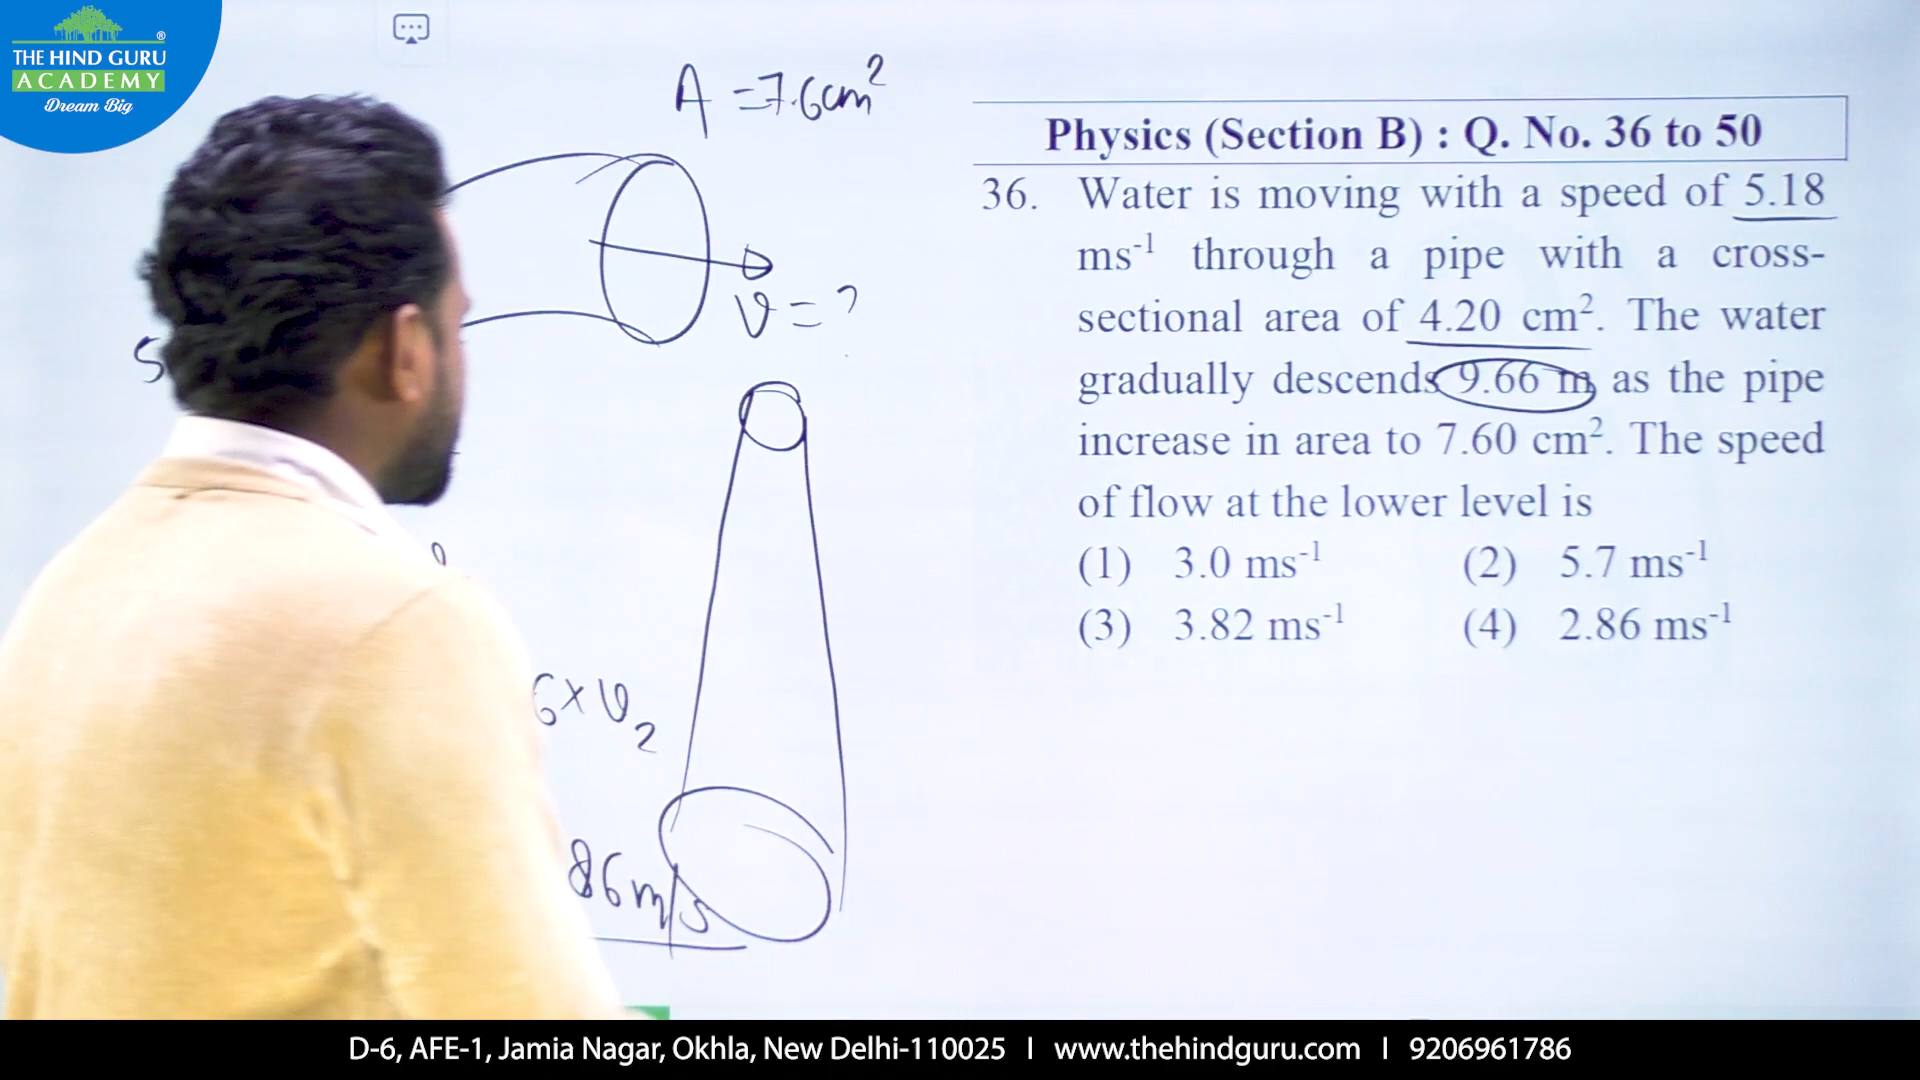 THE HIND GURU
ACADEMY
Dream Big
®
A = 7.6cm²
v = ?
5
6 × v₂
86 m/s
Physics (Section B) : Q. No. 36 to 50
36. Water is moving with a speed of 5.18
ms⁻¹ through a pipe with a cross-
sectional area of 4.20 cm². The water
gradually descends 9.66 m as the pipe
increase in area to 7.60 cm². The speed
of flow at the lower level is
(1) 3.0 ms⁻¹ (2) 5.7 ms⁻¹
(3) 3.82 ms⁻¹ (4) 2.86 ms⁻¹
D-6, AFE-1, Jamia Nagar, Okhla, New Delhi-110025 | www.thehindguru.com | 9206961786